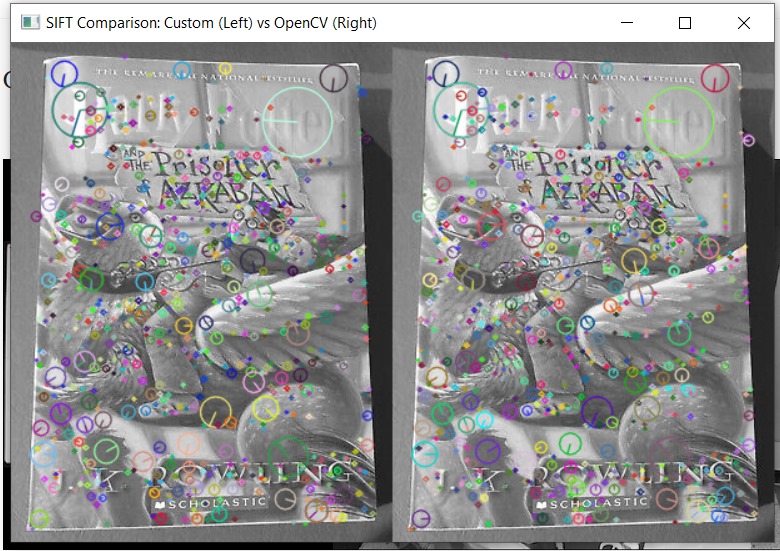 SIFT Comparison: Custom (Left) vs OpenCV (Right)
THE REMARKABLE NATIONAL BESTSELLER
Harry Potter
AND THE Prisoner
of AZKABAN
J. K. ROWLING
SCHOLASTIC
THE REMARKABLE NATIONAL BESTSELLER
Harry Potter
AND THE Prisoner
of AZKABAN
J. K. ROWLING
SCHOLASTIC